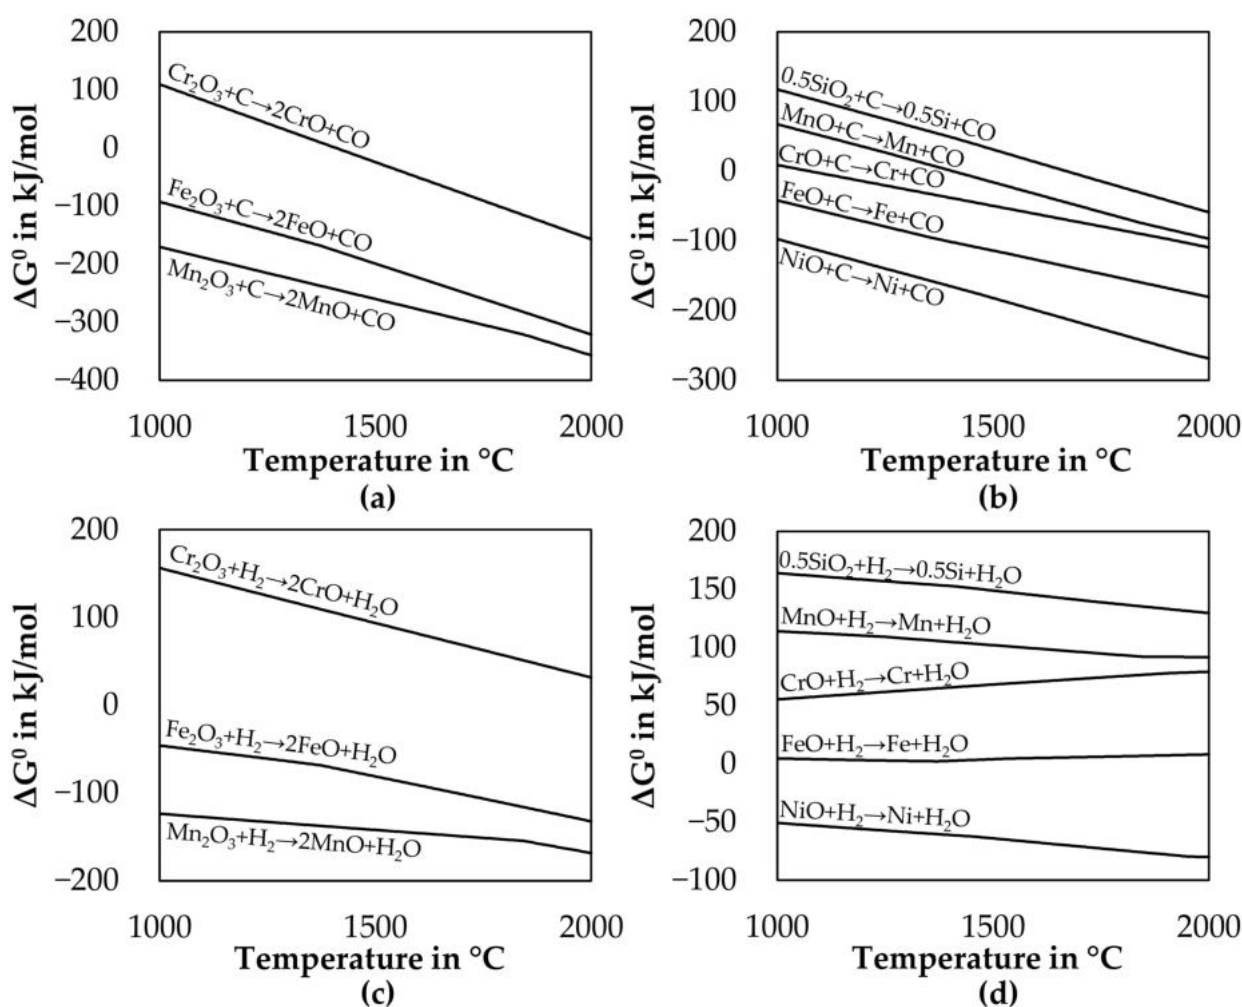 200
100
0
−100
−200
−300
−400
ΔG⁰ in kJ/mol
Cr₂O₃+C→2CrO+CO
Fe₂O₃+C→2FeO+CO
Mn₂O₃+C→2MnO+CO
1000 1500 2000
Temperature in °C
(a)
200
100
0
−100
−200
−300
ΔG⁰ in kJ/mol
0.5SiO₂+C→0.5Si+CO
MnO+C→Mn+CO
CrO+C→Cr+CO
FeO+C→Fe+CO
NiO+C→Ni+CO
1000 1500 2000
Temperature in °C
(b)
200
100
0
−100
−200
ΔG⁰ in kJ/mol
Cr₂O₃+H₂→2CrO+H₂O
Fe₂O₃+H₂→2FeO+H₂O
Mn₂O₃+H₂→2MnO+H₂O
1000 1500 2000
Temperature in °C
(c)
200
150
100
50
0
−50
−100
ΔG⁰ in kJ/mol
0.5SiO₂+H₂→0.5Si+H₂O
MnO+H₂→Mn+H₂O
CrO+H₂→Cr+H₂O
FeO+H₂→Fe+H₂O
NiO+H₂→Ni+H₂O
1000 1500 2000
Temperature in °C
(d)